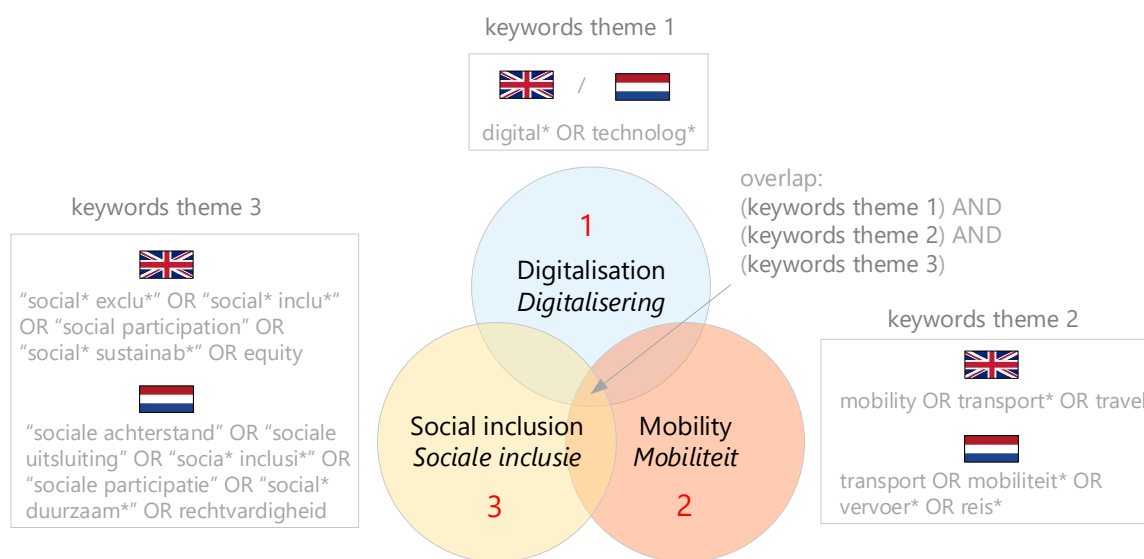 keywords theme 1
/
digital* OR technolog*
overlap:
(keywords theme 1) AND
(keywords theme 2) AND
(keywords theme 3)
keywords theme 3
“social* exclu*” OR “social* inclu*”
OR “social participation” OR
“social* sustainab*” OR equity
“sociale achterstand” OR “sociale
uitsluiting” OR “socia* inclusi*” OR
“sociale participatie” OR “social*
duurzaam*” OR rechtvardigheid
1
Digitalisation
Digitalisering
Social inclusion
Sociale inclusie
3
Mobility
Mobiliteit
2
keywords theme 2
mobility OR transport* OR travel
transport OR mobiliteit* OR
vervoer* OR reis*